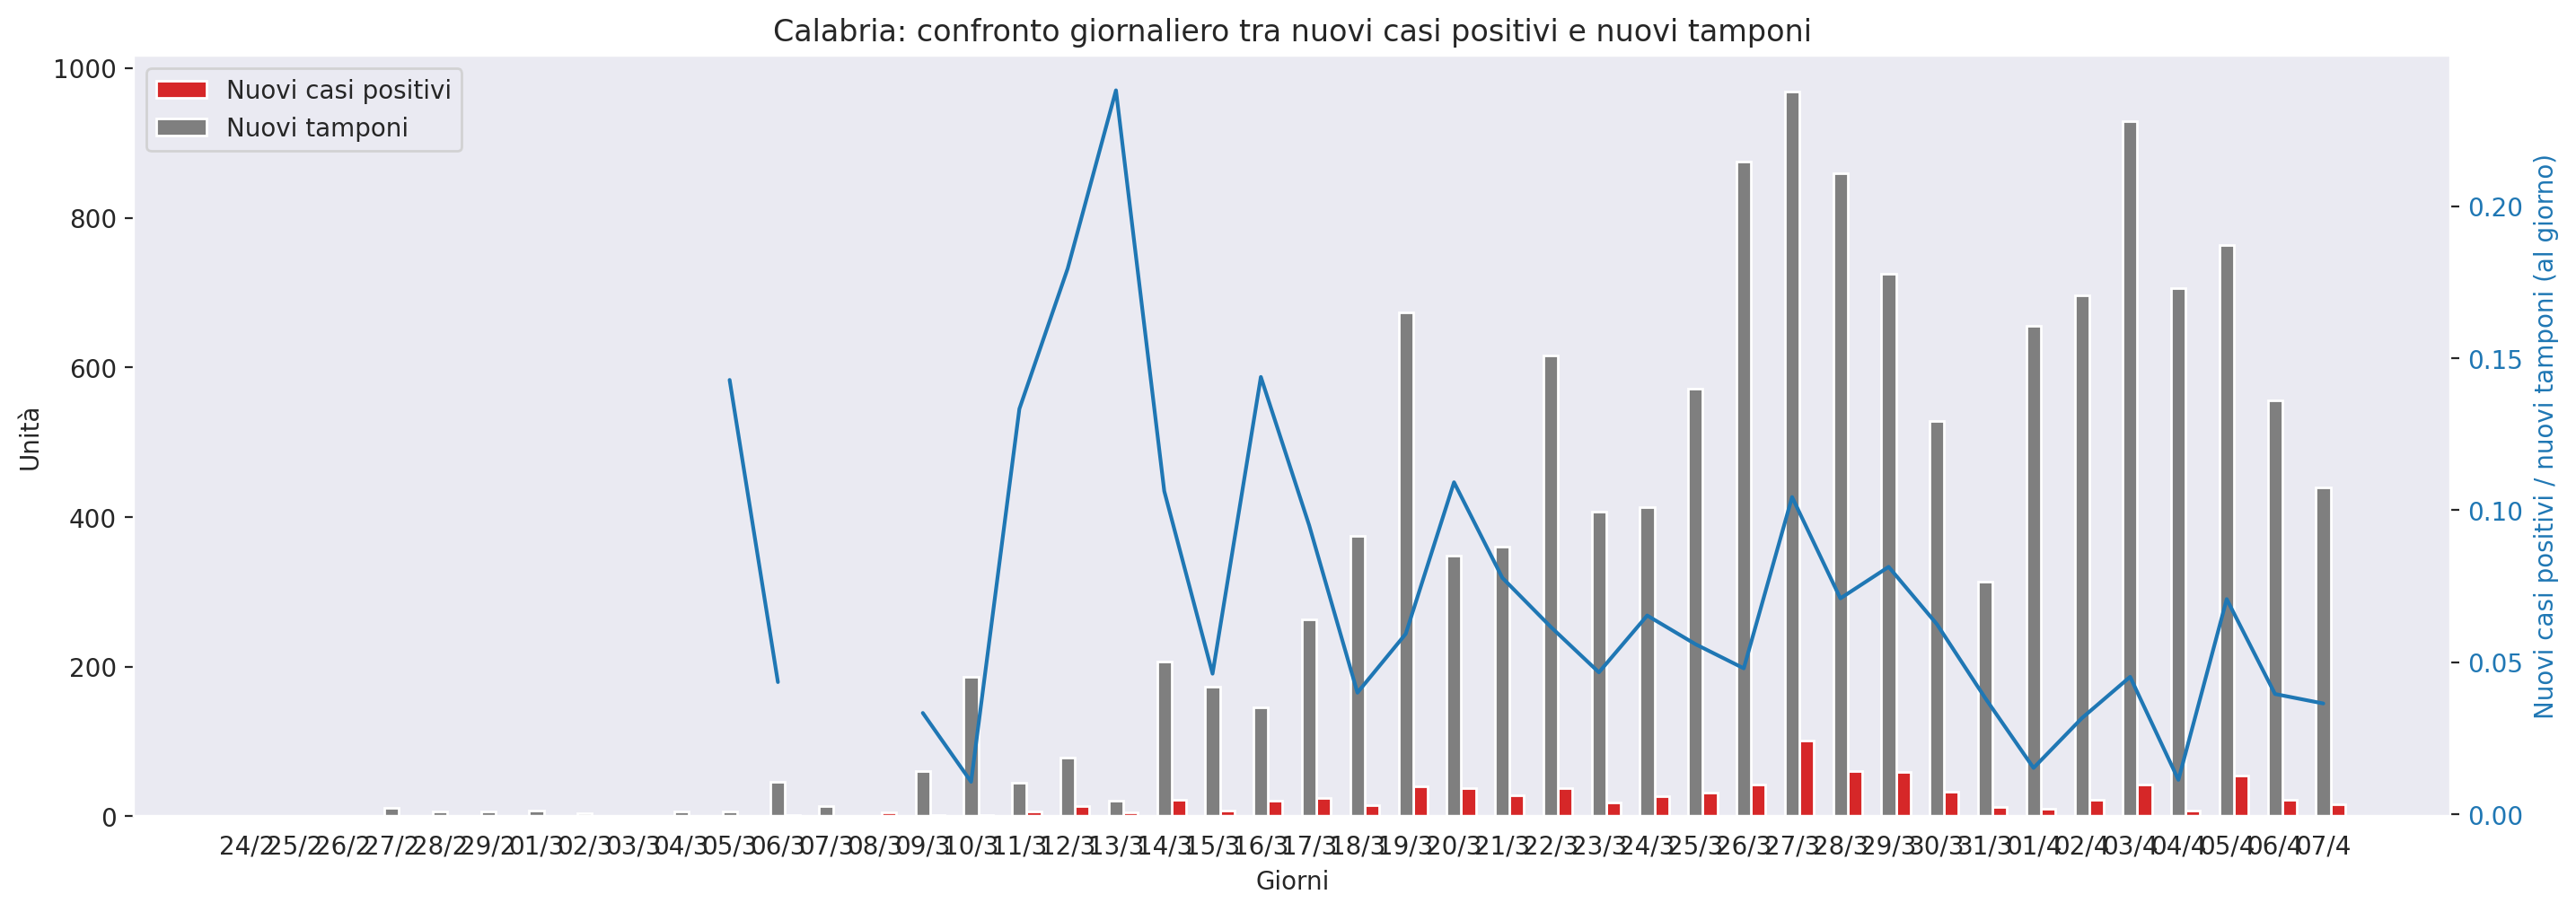 Calabria: confronto giornaliero tra nuovi casi positivi e nuovi tamponi
Nuovi casi positivi
Nuovi tamponi
1000
800
600
400
200
0
Unità
0.20
0.15
0.10
0.05
0.00
Nuovi casi positivi / nuovi tamponi (al giorno)
24/2 25/2 26/2 27/2 28/2 29/2 01/3 02/3 03/3 04/3 05/3 06/3 07/3 08/3 09/3 10/3 11/3 12/3 13/3 14/3 15/3 16/3 17/3 18/3 19/3 20/3 21/3 22/3 23/3 24/3 25/3 26/3 27/3 28/3 29/3 30/3 31/3 01/4 02/4 03/4 04/4 05/4 06/4 07/4
Giorni